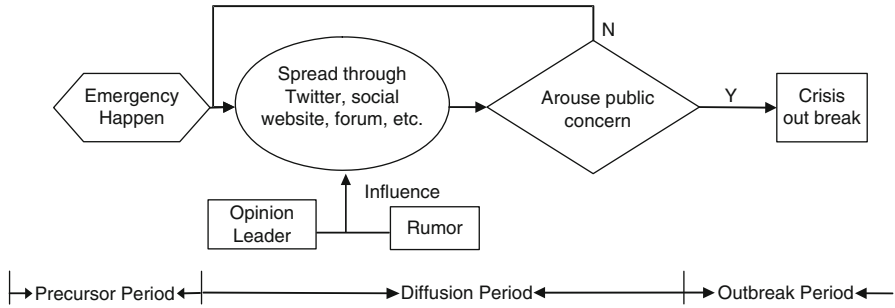 N
Emergency
Happen
Spread through
Twitter, social
website, forum, etc.
Arouse public
concern
Y
Crisis
out break
Influence
Opinion
Leader
Rumor
Precursor Period
Diffusion Period
Outbreak Period